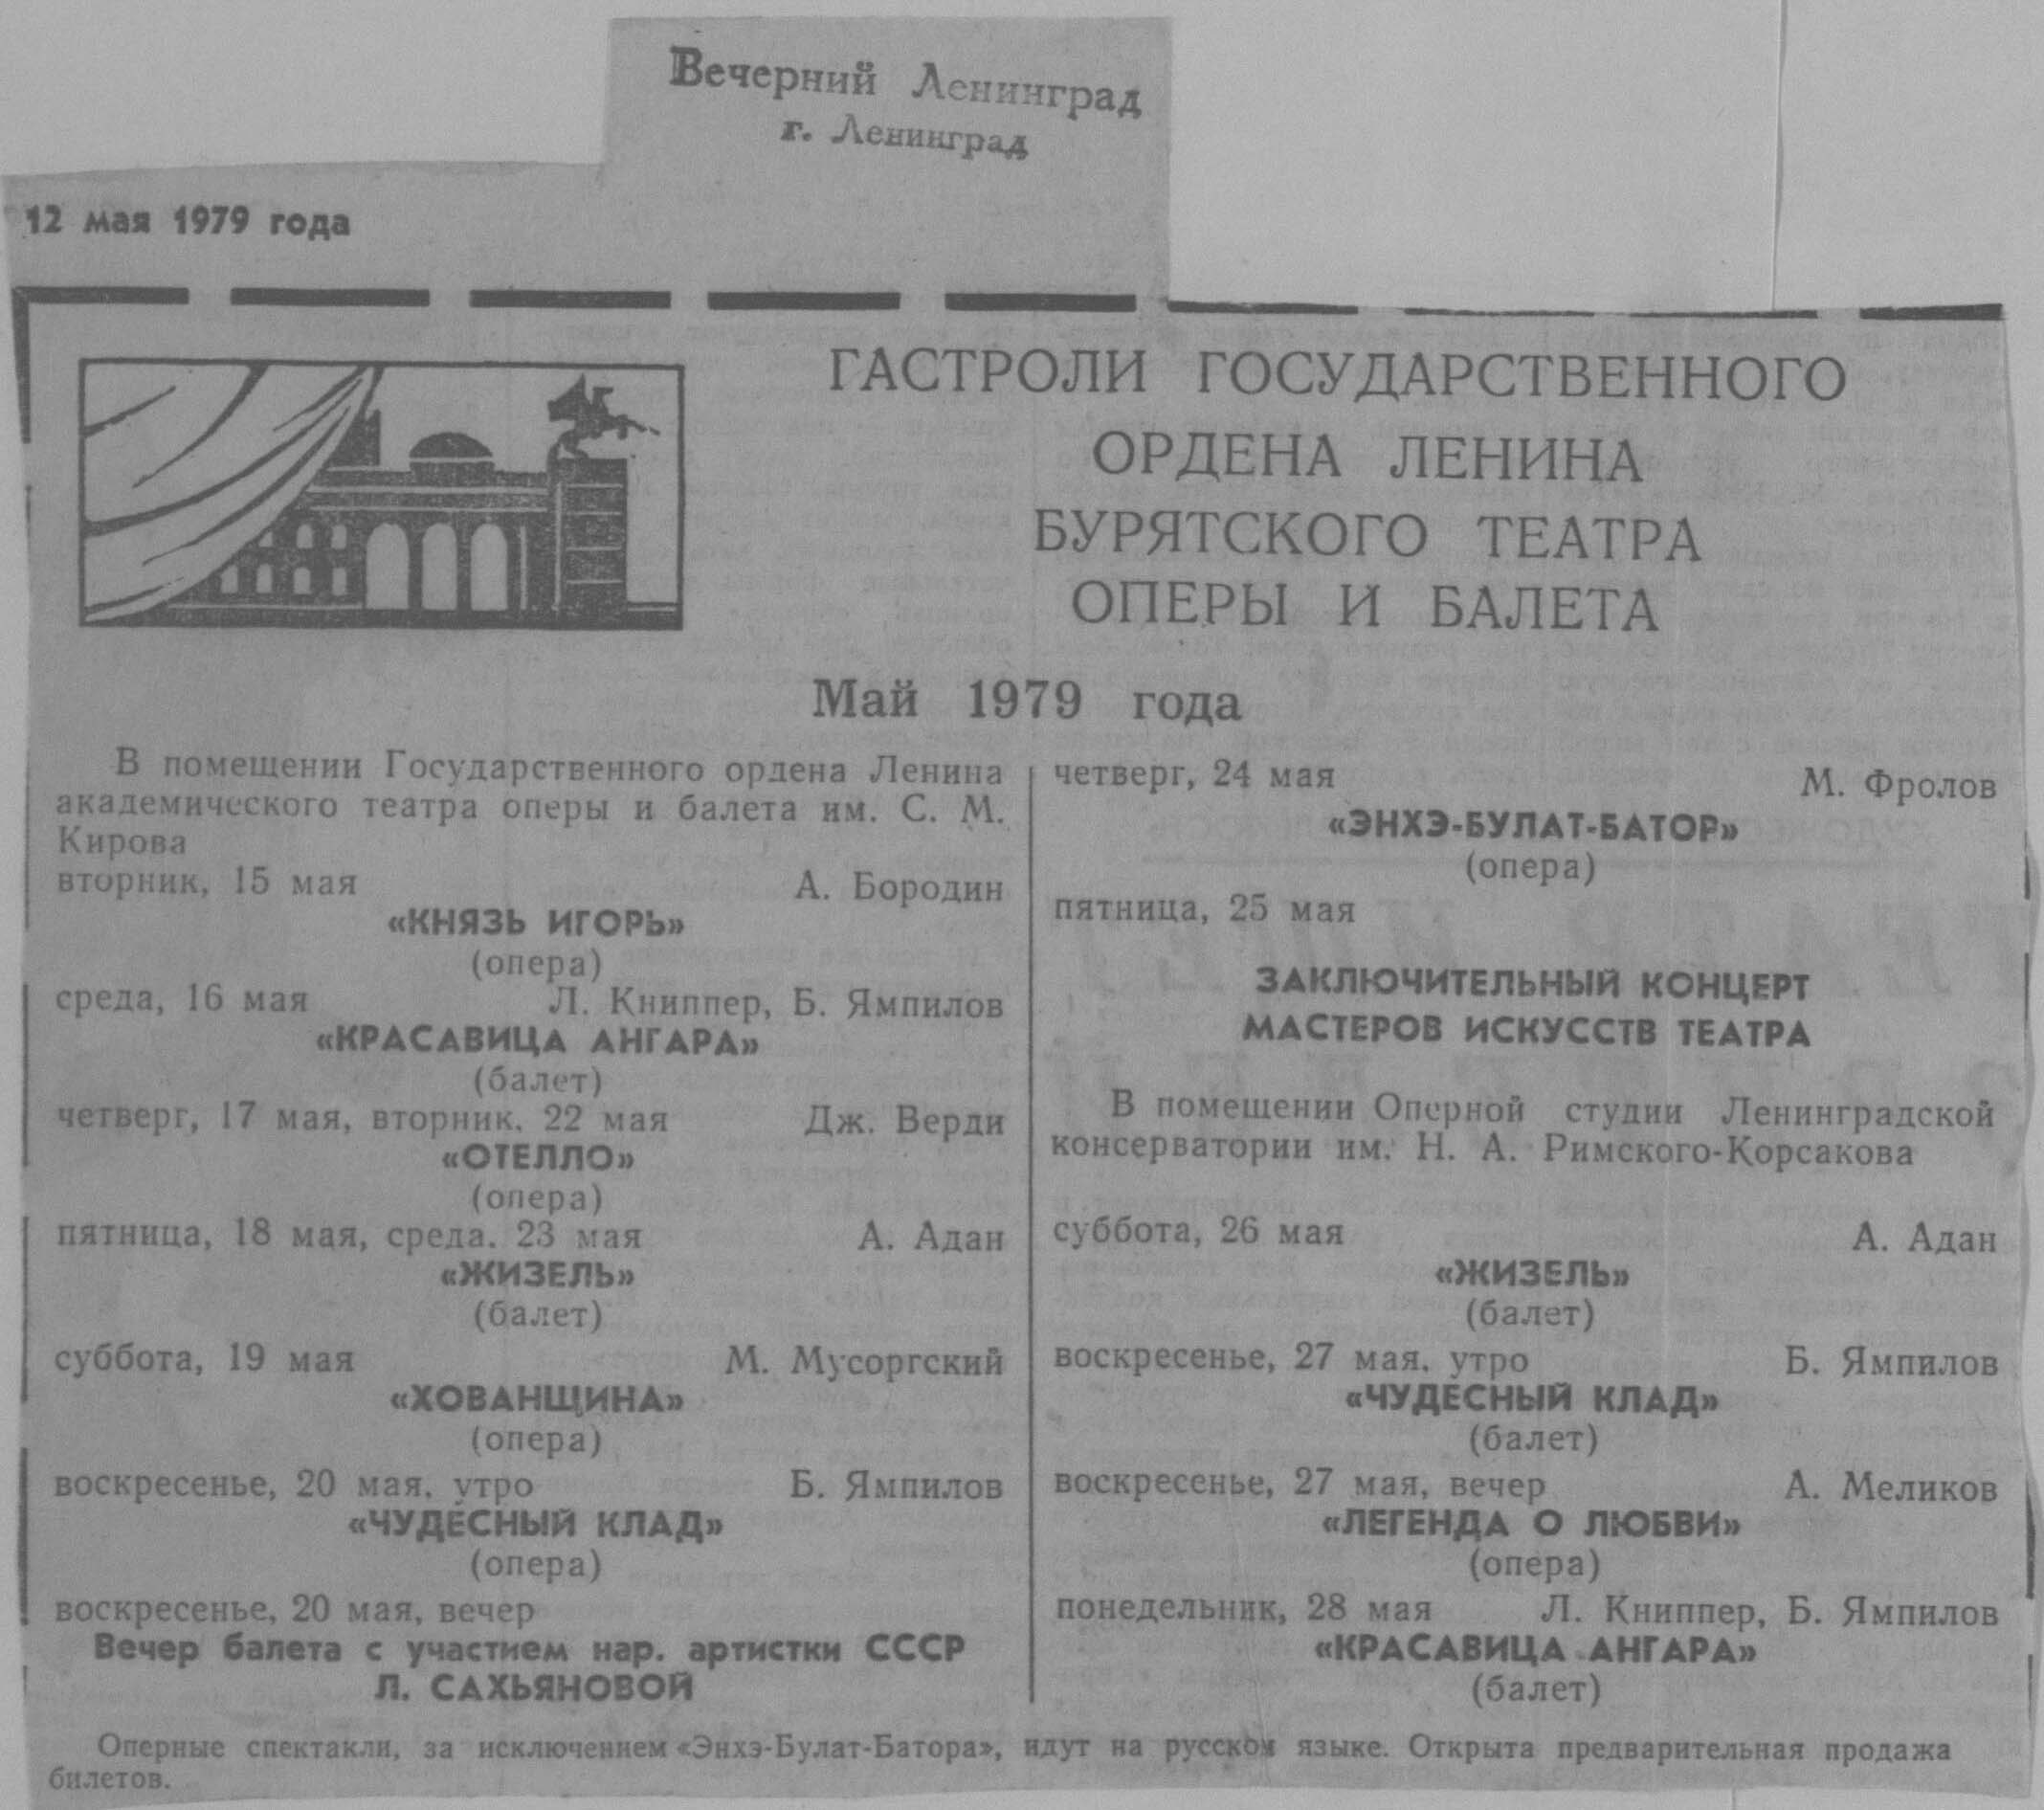 Вечерний Ленинград
г. Ленинград
12 мая 1979 года
ГАСТРОЛИ ГОСУДАРСТВЕННОГО
ОРДЕНА ЛЕНИНА
БУРЯТСКОГО ТЕАТРА
ОПЕРЫ И БАЛЕТА
Май 1979 года
В помещении Государственного ордена Ленина
академического театра оперы и балета им. С. М.
Кирова
вторник, 15 мая А. Бородин
«КНЯЗЬ ИГОРЬ»
(опера)
среда, 16 мая Л. Книппер, Б. Ямпилов
«КРАСАВИЦА АНГАРА»
(балет)
четверг, 17 мая, вторник. 22 мая Дж. Верди
«ОТЕЛЛО»
(опера)
пятница, 18 мая, среда. 23 мая А. Адан
«ЖИЗЕЛЬ»
(балет)
суббота, 19 мая М. Мусоргский
«ХОВАНЩИНА»
(опера)
воскресенье, 20 мая, утро Б. Ямпилов
«ЧУДЕСНЫЙ КЛАД»
(опера)
воскресенье, 20 мая, вечер
Вечер балета с участием нар. артистки СССР
Л. САХЬЯНОВОЙ
четверг, 24 мая М. Фролов
«ЭНХЭ-БУЛАТ-БАТОР»
(опера)
пятница, 25 мая
ЗАКЛЮЧИТЕЛЬНЫЙ КОНЦЕРТ
МАСТЕРОВ ИСКУССТВ ТЕАТРА
В помещении Оперной студии Ленинградской
консерватории им. Н. А. Римского-Корсакова
суббота, 26 мая А. Адан
«ЖИЗЕЛЬ»
(балет)
воскресенье, 27 мая, утро Б. Ямпилов
«ЧУДЕСНЫЙ КЛАД»
(балет)
воскресенье, 27 мая, вечер А. Меликов
«ЛЕГЕНДА О ЛЮБВИ»
(опера)
понедельник, 28 мая Л. Книппер, Б. Ямпилов
«КРАСАВИЦА АНГАРА»
(балет)
Оперные спектакли, за исключением «Энхэ-Булат-Батора», идут на русском языке. Открыта предварительная продажа
билетов.